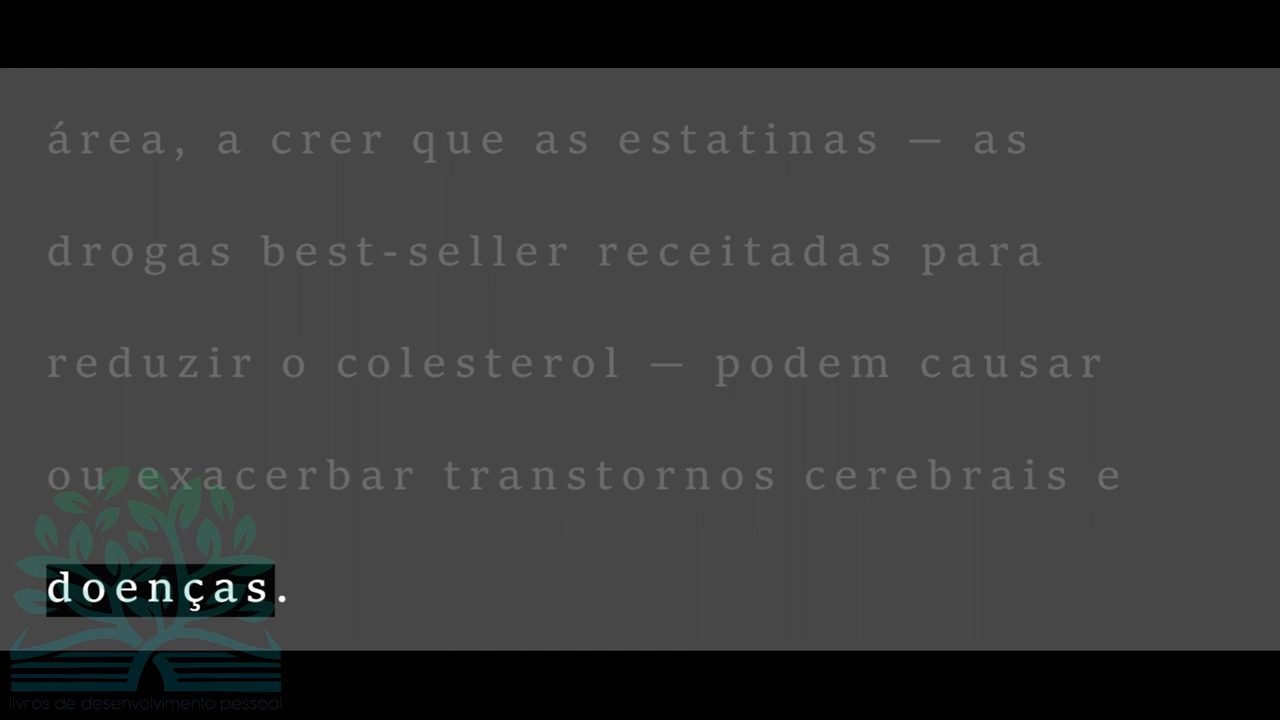 área, a crer que as estatinas — as
drogas best-seller receitadas para
reduzir o colesterol — podem causar
ou exacerbar transtornos cerebrais e
doenças.
livros de desenvolvimento pessoal